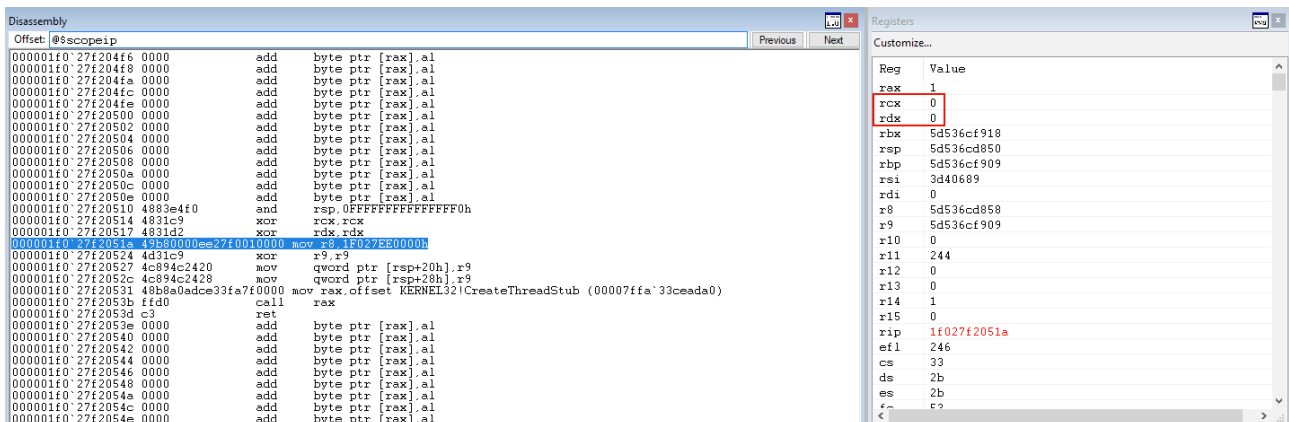 Disassembly
Offset: @$scopeip
Previous Next
000001f0`27f204f6 0000 add byte ptr [rax],al
000001f0`27f204f8 0000 add byte ptr [rax],al
000001f0`27f204fa 0000 add byte ptr [rax],al
000001f0`27f204fc 0000 add byte ptr [rax],al
000001f0`27f204fe 0000 add byte ptr [rax],al
000001f0`27f20500 0000 add byte ptr [rax],al
000001f0`27f20502 0000 add byte ptr [rax],al
000001f0`27f20504 0000 add byte ptr [rax],al
000001f0`27f20506 0000 add byte ptr [rax],al
000001f0`27f20508 0000 add byte ptr [rax],al
000001f0`27f2050a 0000 add byte ptr [rax],al
000001f0`27f2050c 0000 add byte ptr [rax],al
000001f0`27f2050e 0000 add byte ptr [rax],al
000001f0`27f20510 4883e4f0 and rsp,0FFFFFFFFFFFFFFF0h
000001f0`27f20514 4831c9 xor rcx,rcx
000001f0`27f20517 4831d2 xor rdx,rdx
000001f0`27f2051a 49b80000ee27f0010000 mov r8,1F027EE0000h
000001f0`27f20524 4d31c9 xor r9,r9
000001f0`27f20527 4c894c2420 mov qword ptr [rsp+20h],r9
000001f0`27f2052c 4c894c2428 mov qword ptr [rsp+28h],r9
000001f0`27f20531 48b8a0adce33fa7f0000 mov rax,offset KERNEL32!CreateThreadStub (00007ffa`33ceada0)
000001f0`27f2053b ffd0 call rax
000001f0`27f2053d c3 ret
000001f0`27f2053e 0000 add byte ptr [rax],al
000001f0`27f20540 0000 add byte ptr [rax],al
000001f0`27f20542 0000 add byte ptr [rax],al
000001f0`27f20544 0000 add byte ptr [rax],al
000001f0`27f20546 0000 add byte ptr [rax],al
000001f0`27f20548 0000 add byte ptr [rax],al
000001f0`27f2054a 0000 add byte ptr [rax],al
000001f0`27f2054c 0000 add byte ptr [rax],al
000001f0`27f2054e 0000 add byte ptr [rax],al
Registers
Customize...
Reg Value
rax 1
rcx 0
rdx 0
rbx 5d536cf918
rsp 5d536cd850
rbp 5d536cf909
rsi 3d40689
rdi 0
r8 5d536cd858
r9 5d536cf909
r10 0
r11 244
r12 0
r13 0
r14 1
r15 0
rip 1f027f2051a
efl 246
cs 33
ds 2b
es 2b
fs 53